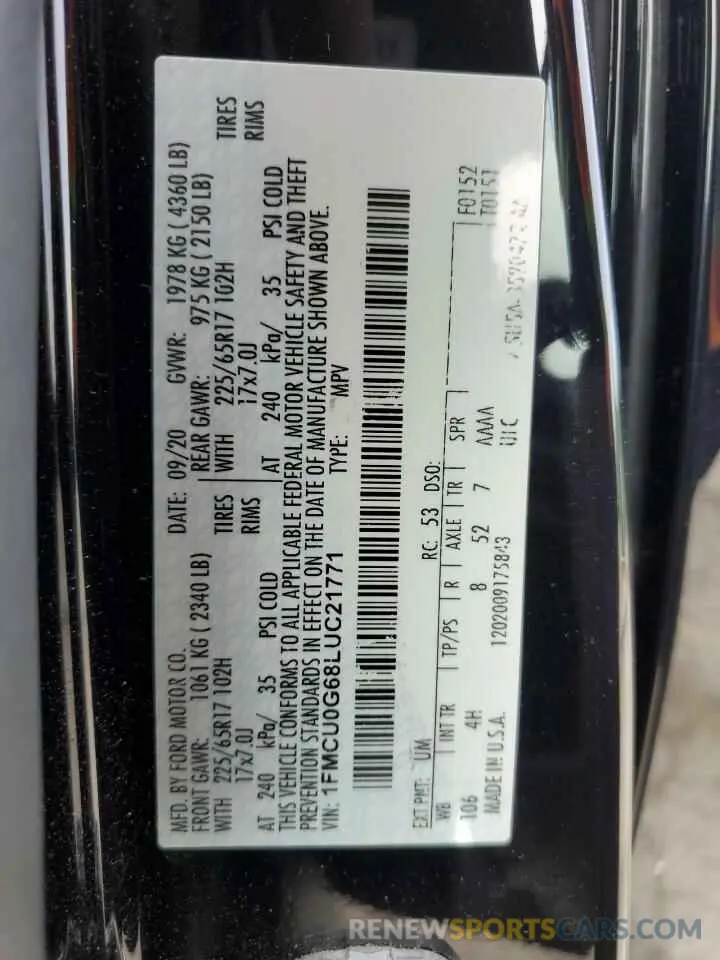 MFD. BY FORD MOTOR CO. DATE: 09/20 GVWR: 1978 KG ( 4360 LB)
FRONT GAWR: 1061 KG ( 2340 LB) REAR GAWR: 975 KG ( 2150 LB)
WITH 225/65R17 102H TIRES WITH 225/65R17 102H TIRES
17x7.0J RIMS 17x7.0J RIMS
AT 240 kPa/ 35 PSI COLD AT 240 kPa/ 35 PSI COLD
THIS VEHICLE CONFORMS TO ALL APPLICABLE FEDERAL MOTOR VEHICLE SAFETY AND THEFT
PREVENTION STANDARDS IN EFFECT ON THE DATE OF MANUFACTURE SHOWN ABOVE.
VIN: 1FMCU0G68LUC21771 TYPE: MPV
EXT PNT: UM RC: 53 DSO: F0152
WB INT TR TP/PS R AXLE TR SPR T0151
106 4H 8 52 7 AAAA
MADE IN U.S.A. 1202009175843 UIC
RENEWSPORTSCARS.COM